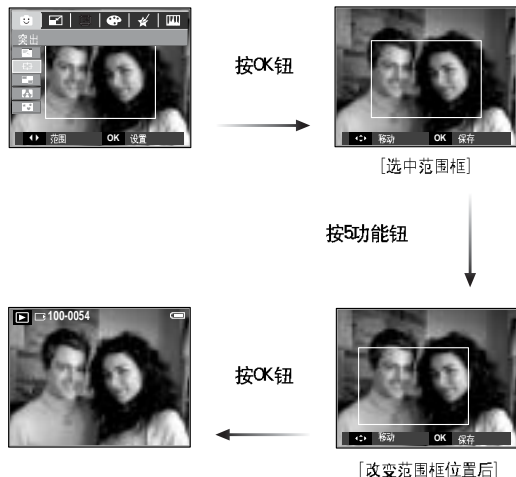 突出
范围 OK 设置
按OK钮
移动 OK 保存
[选中范围框]
按5功能钮
移动 OK 保存
[改变范围框位置后]
按OK钮
100-0054